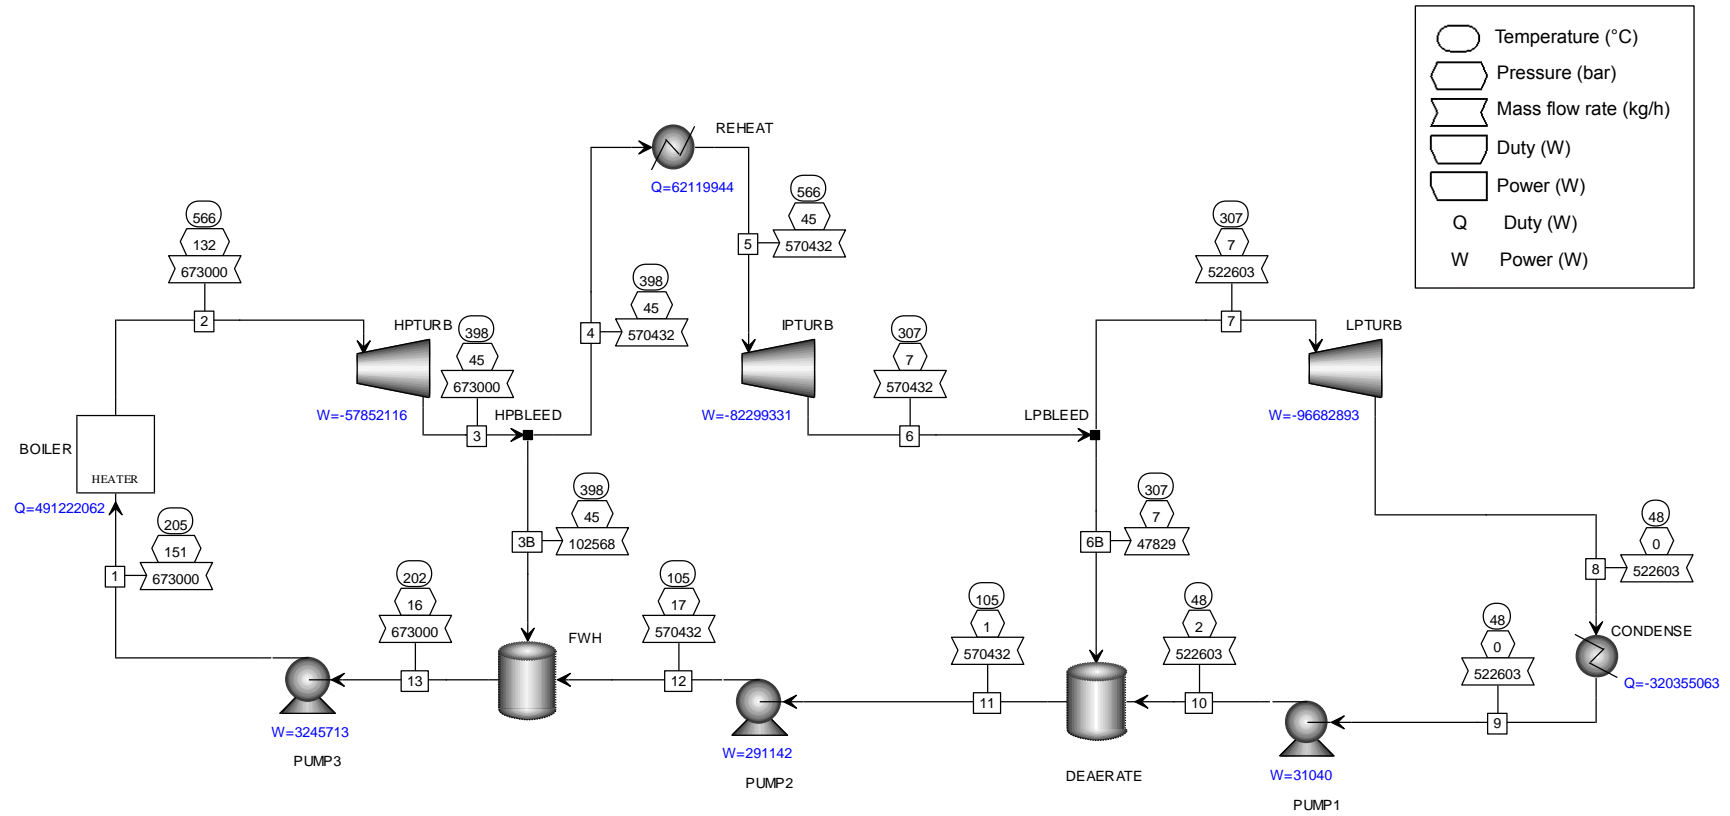 Temperature (°C)
Pressure (bar)
Mass flow rate (kg/h)
Duty (W)
Power (W)
Q Duty (W)
W Power (W)
REHEAT
Q=62119944
566
45
570432
5
566
132
673000
2
398
45
570432
4
307
7
522603
7
HPTURB
W=-57852116
398
45
673000
3
HPBLEED
IPTURB
W=-82299331
307
7
570432
6
LPBLEED
LPTURB
W=-96682893
BOILER
HEATER
Q=491222062
205
151
673000
1
398
45
102568
3B
307
7
47829
6B
48
0
522603
8
CONDENSE
Q=-320355063
202
16
673000
13
FWH
105
17
570432
12
105
1
570432
11
48
2
522603
10
48
0
522603
9
W=3245713
PUMP3
W=291142
PUMP2
DEAERATE
W=31040
PUMP1